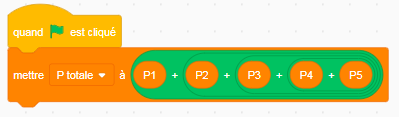 quand est cliqué
mettre P totale à P1 + P2 + P3 + P4 + P5